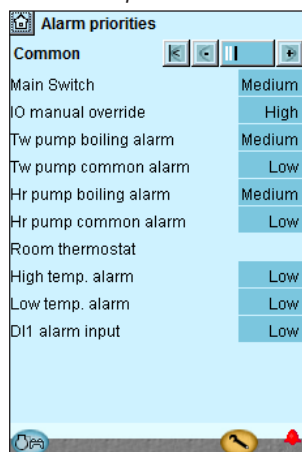 Alarm priorities
Common
Main Switch Medium
IO manual override High
Tw pump boiling alarm Medium
Tw pump common alarm Low
Hr pump boiling alarm Medium
Hr pump common alarm Low
Room thermostat
High temp. alarm Low
Low temp. alarm Low
DI1 alarm input Low